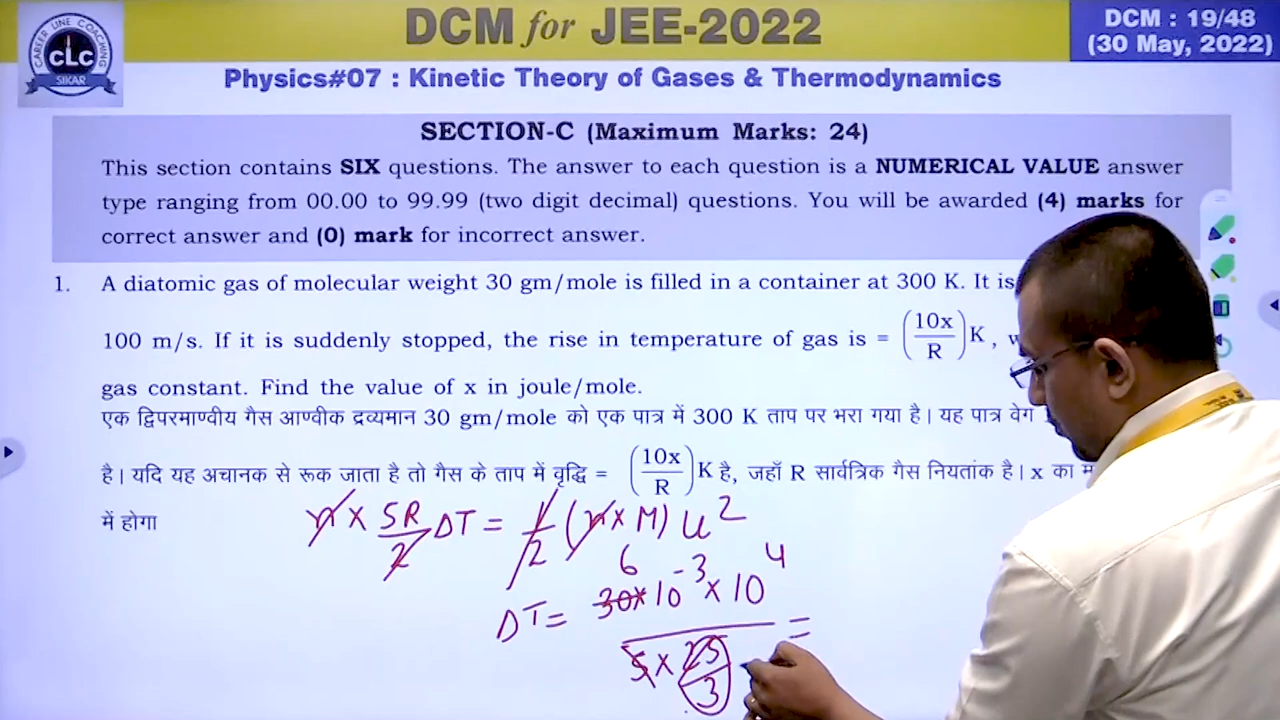 DCM for JEE-2022
DCM : 19/48
(30 May, 2022)
CAREER LINE COACHING
CLC
SIKAR
Physics#07 : Kinetic Theory of Gases & Thermodynamics
SECTION-C (Maximum Marks: 24)
This section contains SIX questions. The answer to each question is a NUMERICAL VALUE answer
type ranging from 00.00 to 99.99 (two digit decimal) questions. You will be awarded (4) marks for
correct answer and (0) mark for incorrect answer.
1. A diatomic gas of molecular weight 30 gm/mole is filled in a container at 300 K. It is
100 m/s. If it is suddenly stopped, the rise in temperature of gas is = (10x/R) K ,
gas constant. Find the value of x in joule/mole.
एक द्विपरमाण्वीय गैस आण्वीक द्रव्यमान 30 gm/mole को एक पात्र में 300 K ताप पर भरा गया है। यह पात्र वेग
है। यदि यह अचानक से रूक जाता है तो गैस के ताप में वृद्धि = (10x/R) K है, जहाँ R सार्वत्रिक गैस नियतांक है। x का
में होगा
n × 5R/2 ΔT = 1/2 (n × M) u²
6
ΔT = 30 × 10⁻³ × 10⁴ / 5 × 25/3 =